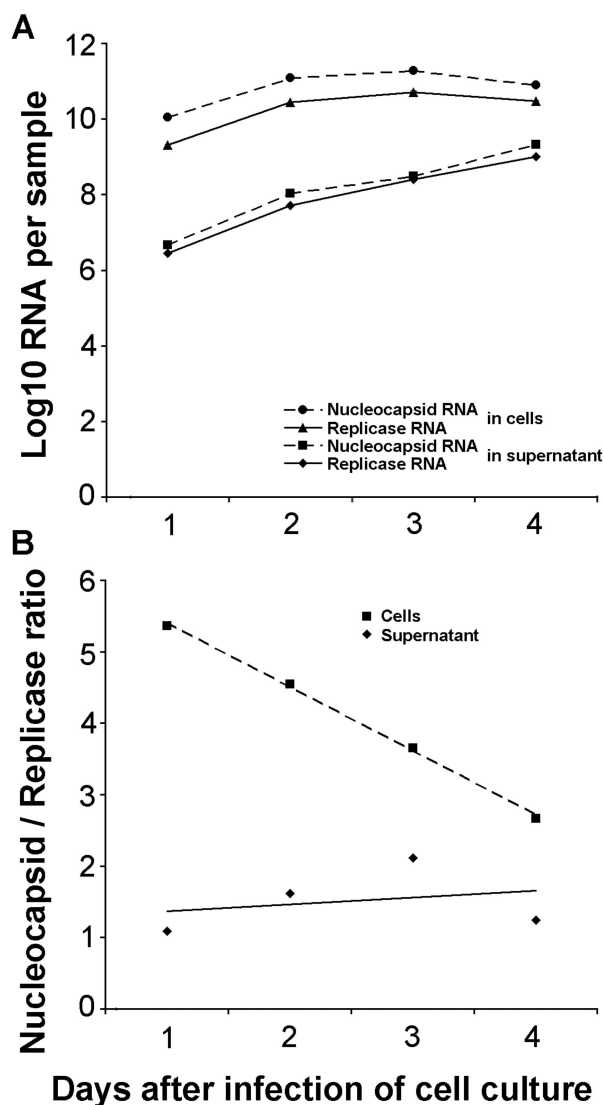 A
Log10 RNA per sample
12
10
8
6
4
2
0
Nucleocapsid RNA
Replicase RNA
in cells
Nucleocapsid RNA
Replicase RNA
in supernatant
1 2 3 4
B
Nucleocapsid / Replicase ratio
6
5
4
3
2
1
0
Cells
Supernatant
1 2 3 4
Days after infection of cell culture